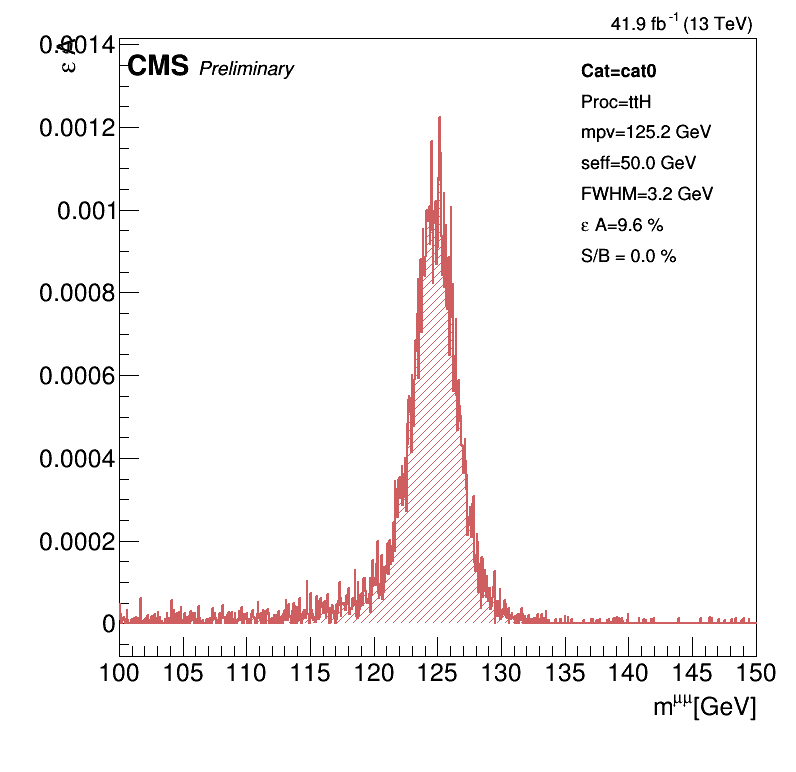 41.9 fb⁻¹ (13 TeV)
ε A
CMS Preliminary
Cat=cat0
Proc=ttH
mpv=125.2 GeV
seff=50.0 GeV
FWHM=3.2 GeV
ε A=9.6 %
S/B = 0.0 %
0.0014
0.0012
0.001
0.0008
0.0006
0.0004
0.0002
0
100 105 110 115 120 125 130 135 140 145 150
m^μμ[GeV]